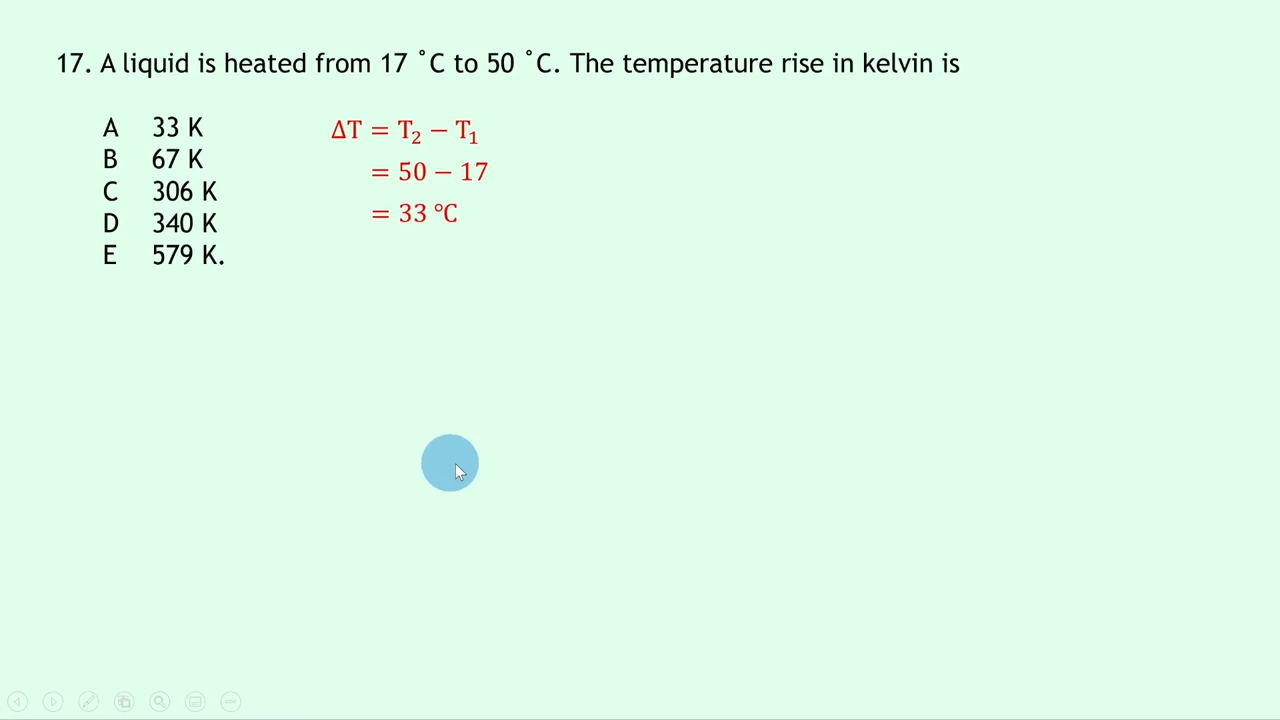 17. A liquid is heated from 17 ˚C to 50 ˚C. The temperature rise in kelvin is
A 33 K
B 67 K
C 306 K
D 340 K
E 579 K.
ΔT = T₂ − T₁
= 50 − 17
= 33 ℃